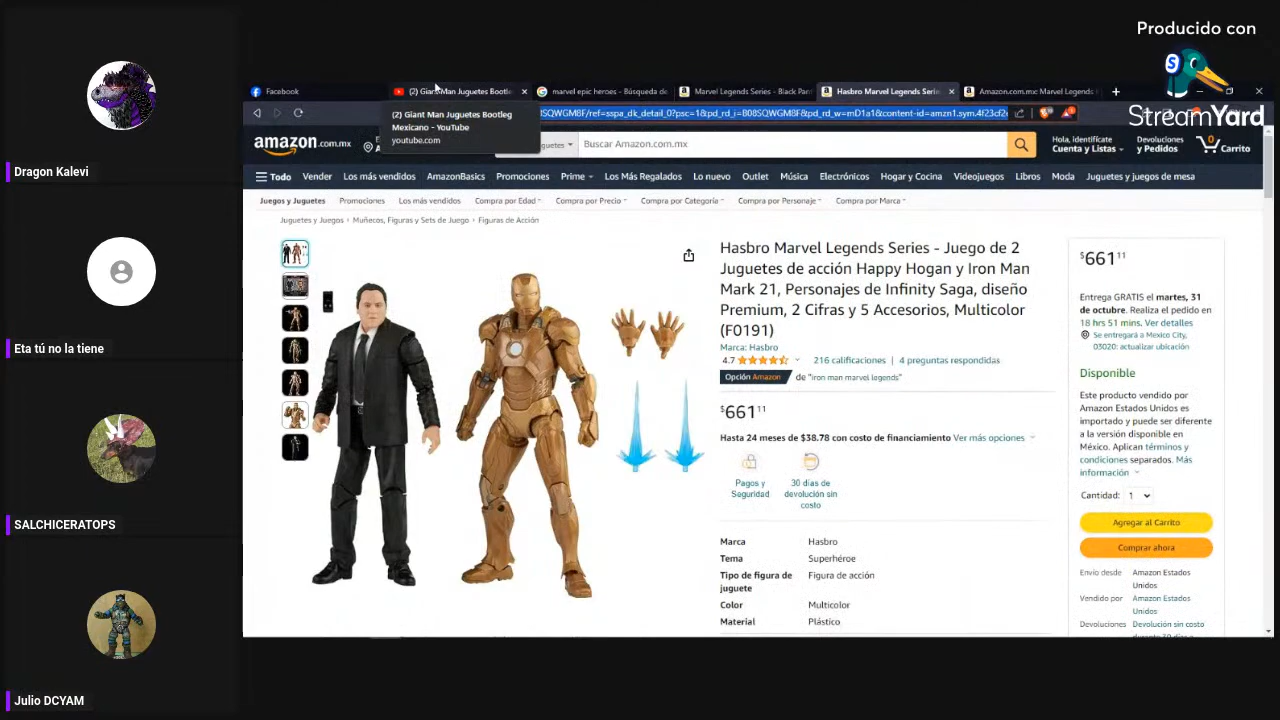 Producido con
StreamYard
Dragon Kalevi
Eta tú no la tiene
SALCHICERATOPS
Julio DCYAM
Facebook
(2) Giant Man Juguetes Bootle
marvel epic heroes - Búsqueda de
Marvel Legends Series - Black Pan
Hasbro Marvel Legends Serie
Amazon.com.mx Marvel Legends
(2) Giant Man Juguetes Bootleg
Mexicano - YouTube
youtube.com
amazon.com.mx
Buscar Amazon.com.mx
Hola, identifícate
Cuenta y Listas
Devoluciones
y Pedidos
0
Carrito
Todo
Vender
Los más vendidos
AmazonBasics
Promociones
Prime
Los Más Regalados
Lo nuevo
Outlet
Música
Electrónicos
Hogar y Cocina
Videojuegos
Libros
Moda
Juguetes y juegos de mesa
Juegos y Juguetes
Promociones
Los más vendidos
Compra por Edad
Compra por Precio
Compra por Categoría
Compra por Personaje
Compra por Marca
Juguetes y Juegos › Muñecos, Figuras y Sets de Juego › Figuras de Acción
Hasbro Marvel Legends Series - Juego de 2
Juguetes de acción Happy Hogan y Iron Man
Mark 21, Personajes de Infinity Saga, diseño
Premium, 2 Cifras y 5 Accesorios, Multicolor
(F0191)
Marca: Hasbro
4.7
216 calificaciones | 4 preguntas respondidas
Opción Amazon de "iron man marvel legends"
$661 11
Hasta 24 meses de $38.78 con costo de financiamiento Ver más opciones
Pagos y
Seguridad
30 días de
devolución sin
costo
Marca Hasbro
Tema Superhéroe
Tipo de figura de
juguete
Figura de acción
Color Multicolor
Material Plástico
$661 11
Entrega GRATIS el martes, 31
de octubre. Realiza el pedido en
18 hrs 51 mins. Ver detalles
Se entregará a Mexico City,
03020: actualizar ubicación
Disponible
Este producto vendido por
Amazon Estados Unidos es
importado y puede ser diferente
a la versión disponible en
México. Aplican términos y
condiciones separados. Más
información
Cantidad: 1
Agregar al Carrito
Comprar ahora
Envío desde Amazon Estados
Unidos
Vendido por Amazon Estados
Unidos
Devoluciones Devolución sin costo